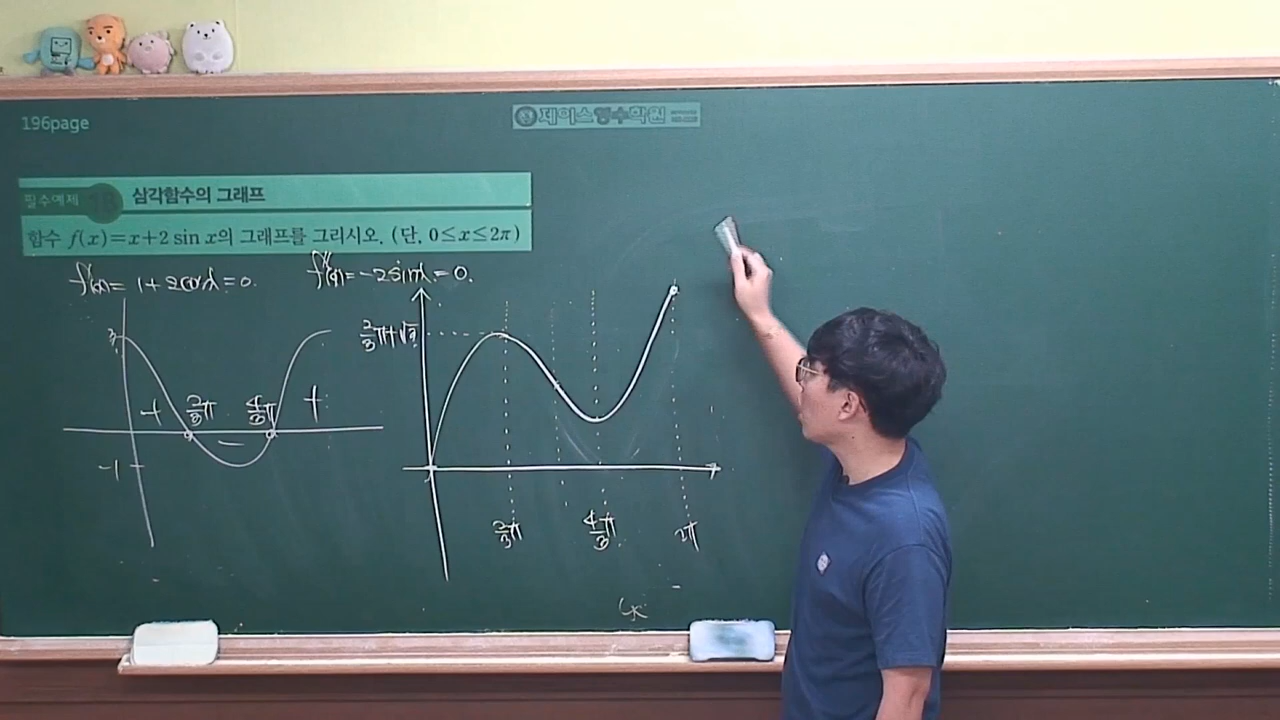 196page
제이스영수학원
필수예제 삼각함수의 그래프
함수 f(x)=x+2 sin x의 그래프를 그리시오. (단, 0≤x≤2π)
f'(x)= 1+2cosx=0.
f''(x)=-2sinx=0.
3
2/3π+√3
+ 2/3π 4/3π +
−
-1
2/3π 4/3π 2π